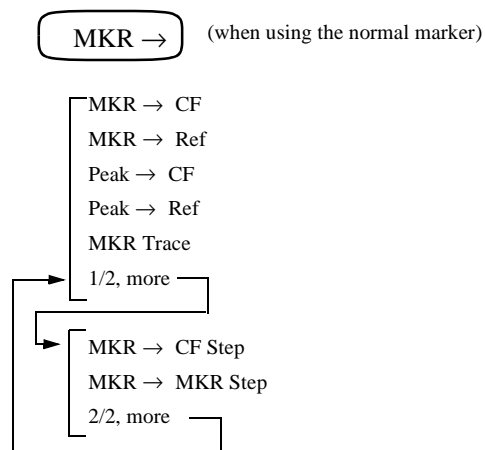 MKR → (when using the normal marker)
MKR → CF
MKR → Ref
Peak → CF
Peak → Ref
MKR Trace
1/2, more
MKR → CF Step
MKR → MKR Step
2/2, more